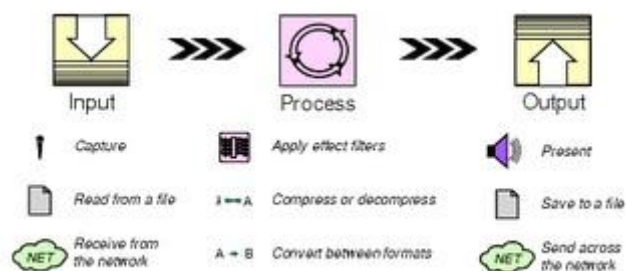 Input
Process
Output
Capture
Apply effect filters
Present
Read from a file
Compress or decompress
Save to a file
NET
Receive from
the network
A → B
Convert between formats
NET
Send across
the network